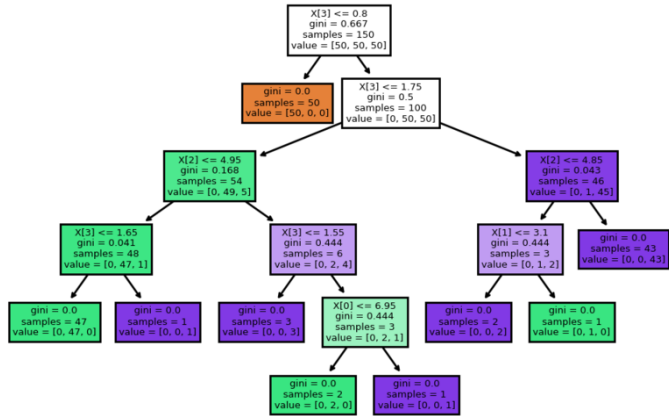 X[3] <= 0.8
gini = 0.667
samples = 150
value = [50, 50, 50]
gini = 0.0
samples = 50
value = [50, 0, 0]
X[3] <= 1.75
gini = 0.5
samples = 100
value = [0, 50, 50]
X[2] <= 4.95
gini = 0.168
samples = 54
value = [0, 49, 5]
X[2] <= 4.85
gini = 0.043
samples = 46
value = [0, 1, 45]
X[3] <= 1.65
gini = 0.041
samples = 48
value = [0, 47, 1]
X[3] <= 1.55
gini = 0.444
samples = 6
value = [0, 2, 4]
X[1] <= 3.1
gini = 0.444
samples = 3
value = [0, 1, 2]
gini = 0.0
samples = 43
value = [0, 0, 43]
gini = 0.0
samples = 47
value = [0, 47, 0]
gini = 0.0
samples = 1
value = [0, 0, 1]
gini = 0.0
samples = 3
value = [0, 0, 3]
X[0] <= 6.95
gini = 0.444
samples = 3
value = [0, 2, 1]
gini = 0.0
samples = 2
value = [0, 0, 2]
gini = 0.0
samples = 1
value = [0, 1, 0]
gini = 0.0
samples = 2
value = [0, 2, 0]
gini = 0.0
samples = 1
value = [0, 0, 1]